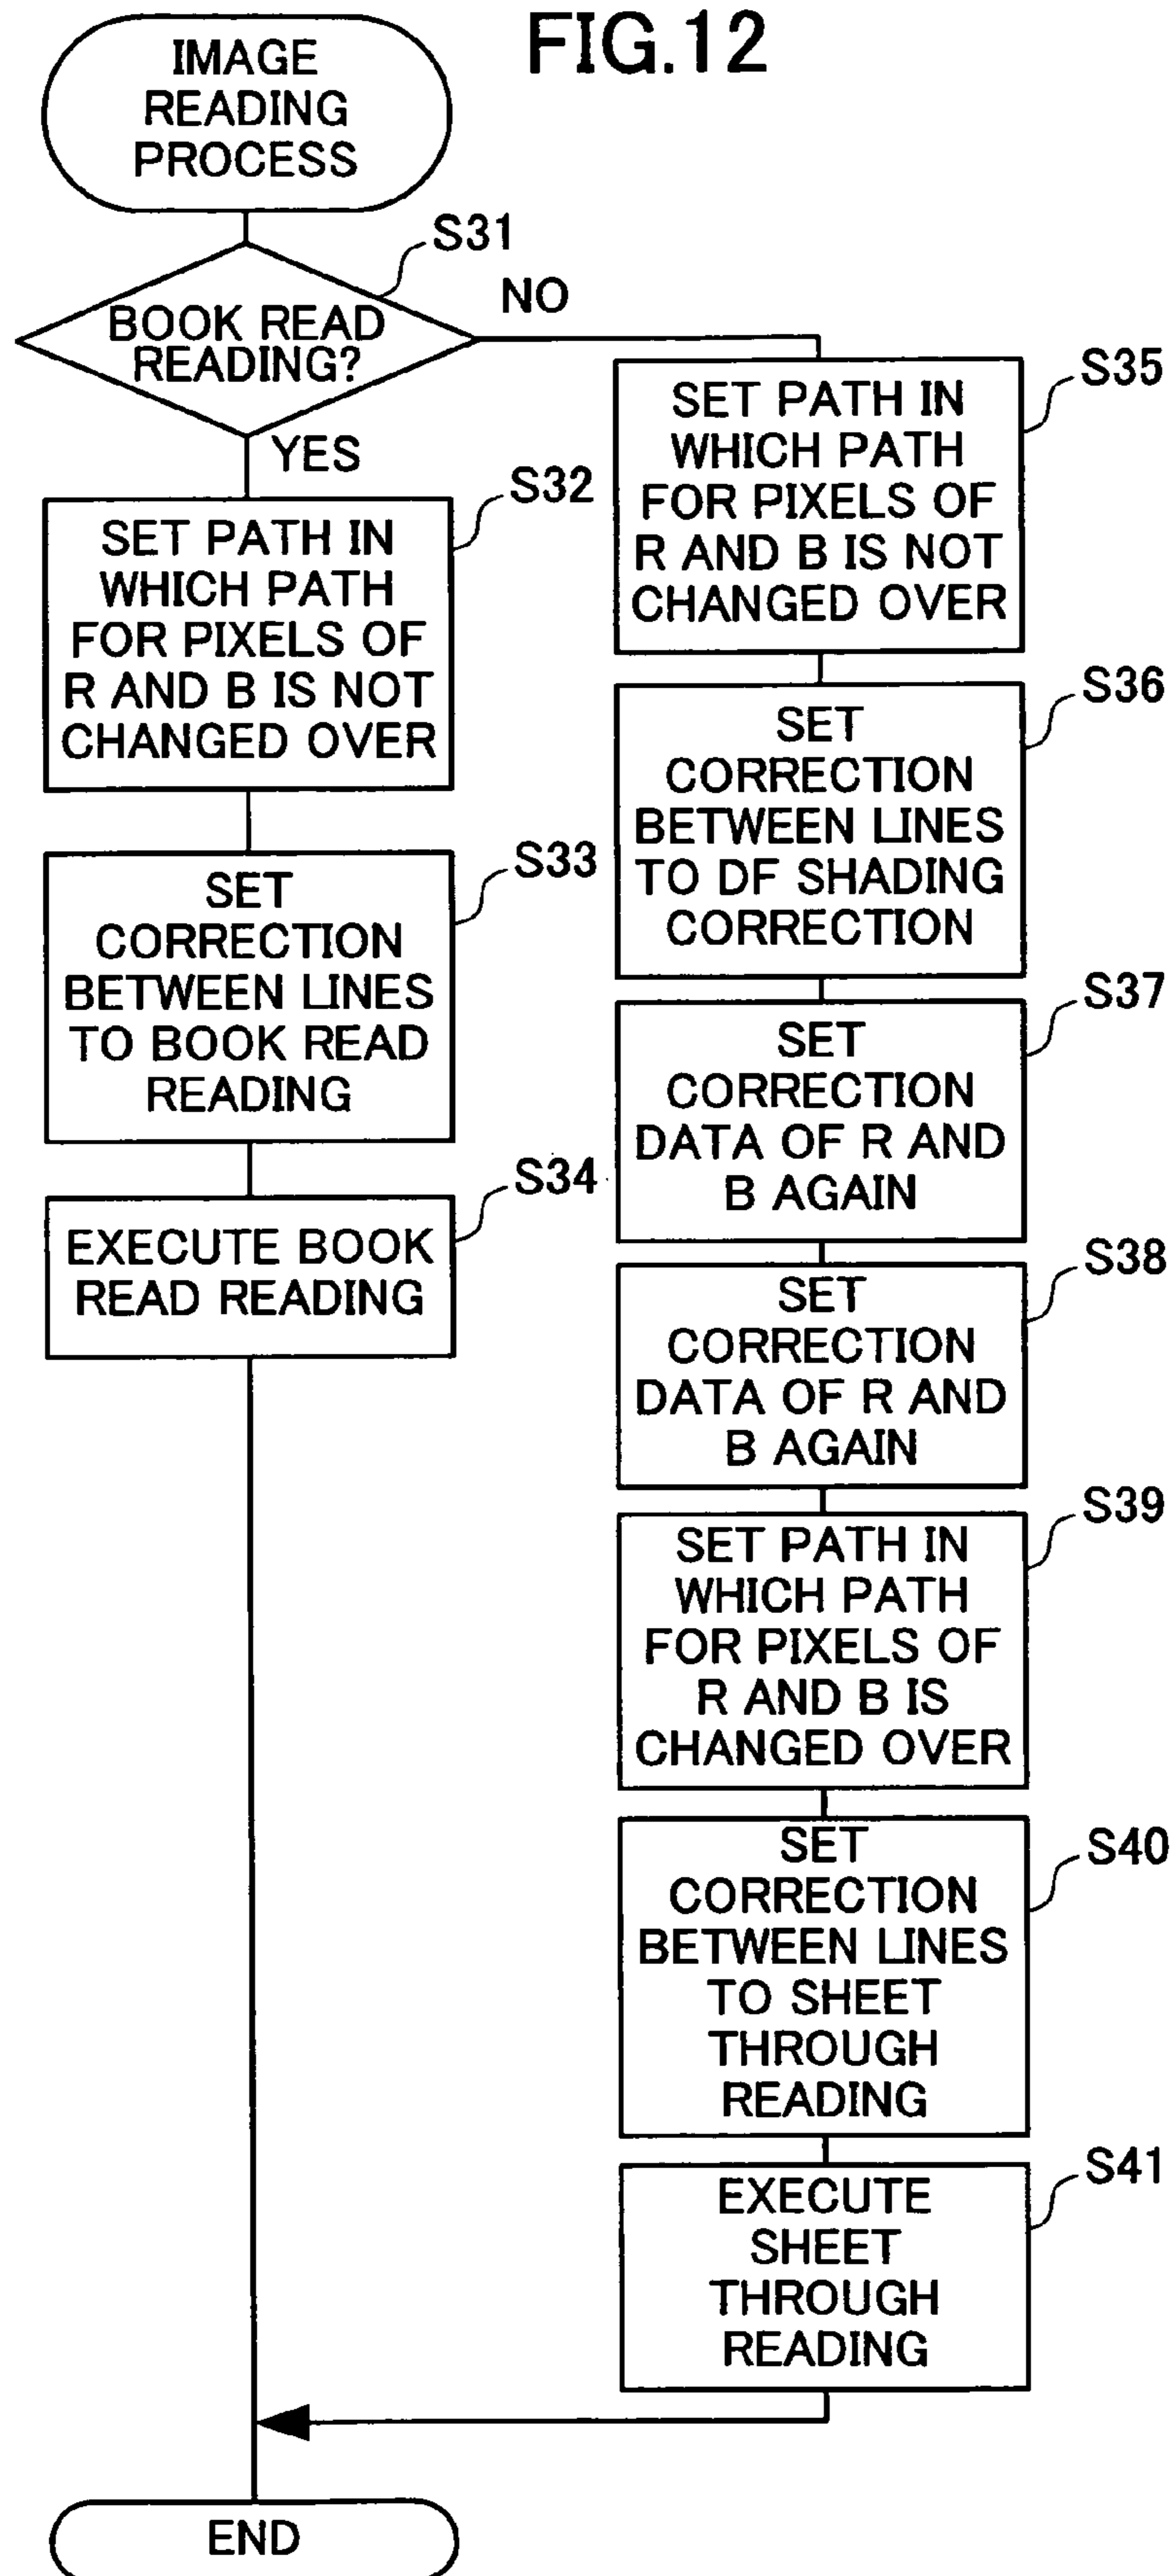 FIG.12
IMAGE
READING
PROCESS
S31
BOOK READ
READING?
NO
YES
S32
SET PATH IN
WHICH PATH
FOR PIXELS OF
R AND B IS NOT
CHANGED OVER
S33
SET
CORRECTION
BETWEEN LINES
TO BOOK READ
READING
S34
EXECUTE BOOK
READ READING
S35
SET PATH IN
WHICH PATH
FOR PIXELS OF
R AND B IS NOT
CHANGED OVER
S36
SET
CORRECTION
BETWEEN LINES
TO DF SHADING
CORRECTION
S37
SET
CORRECTION
DATA OF R AND
B AGAIN
S38
SET
CORRECTION
DATA OF R AND
B AGAIN
S39
SET PATH IN
WHICH PATH
FOR PIXELS OF
R AND B IS
CHANGED OVER
S40
SET
CORRECTION
BETWEEN LINES
TO SHEET
THROUGH
READING
S41
EXECUTE
SHEET
THROUGH
READING
END